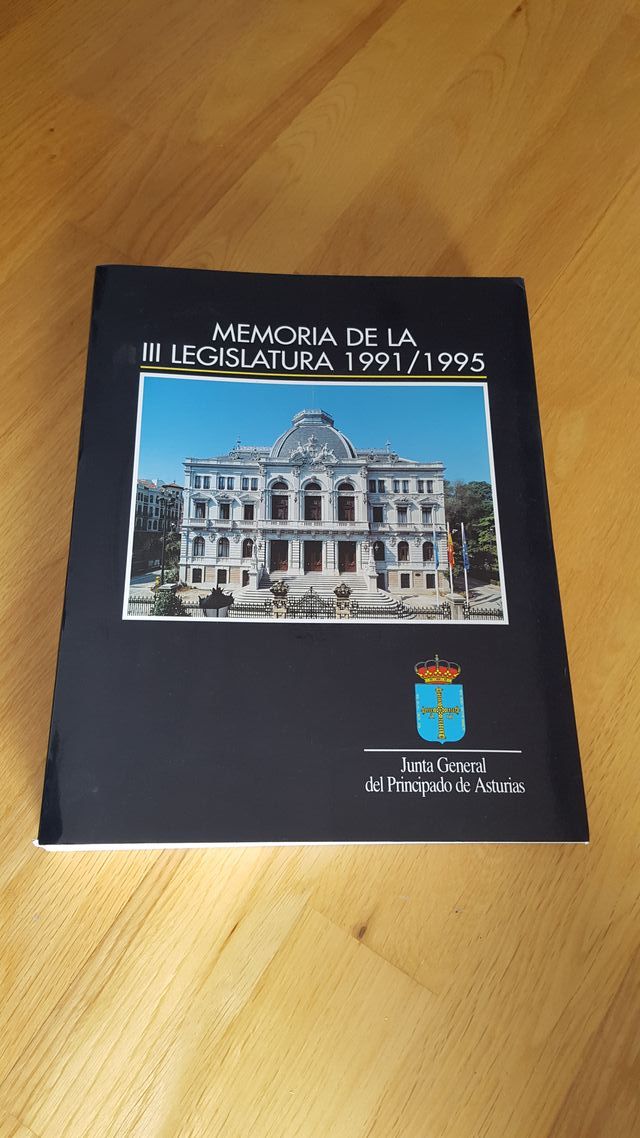 MEMORIA DE LA
III LEGISLATURA 1991/1995
Junta General
del Principado de Asturias